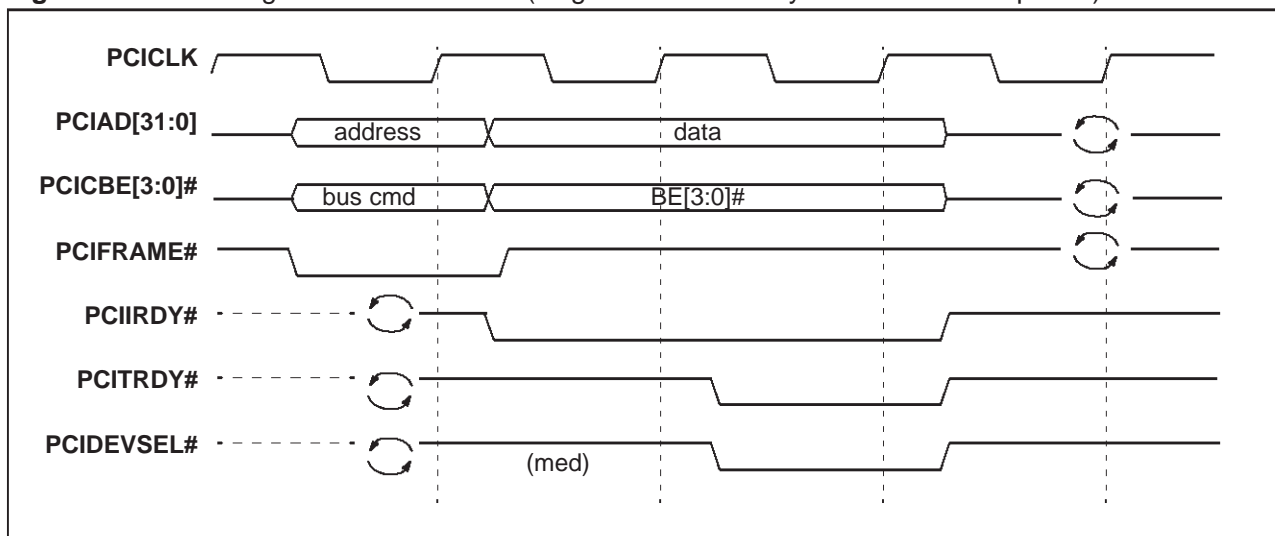 PCICLK
PCIAD[31:0]
address
data
PCICBE[3:0]#
bus cmd
BE[3:0]#
PCIFRAME#
PCIIRDY#
PCITRDY#
PCIDEVSEL#
(med)